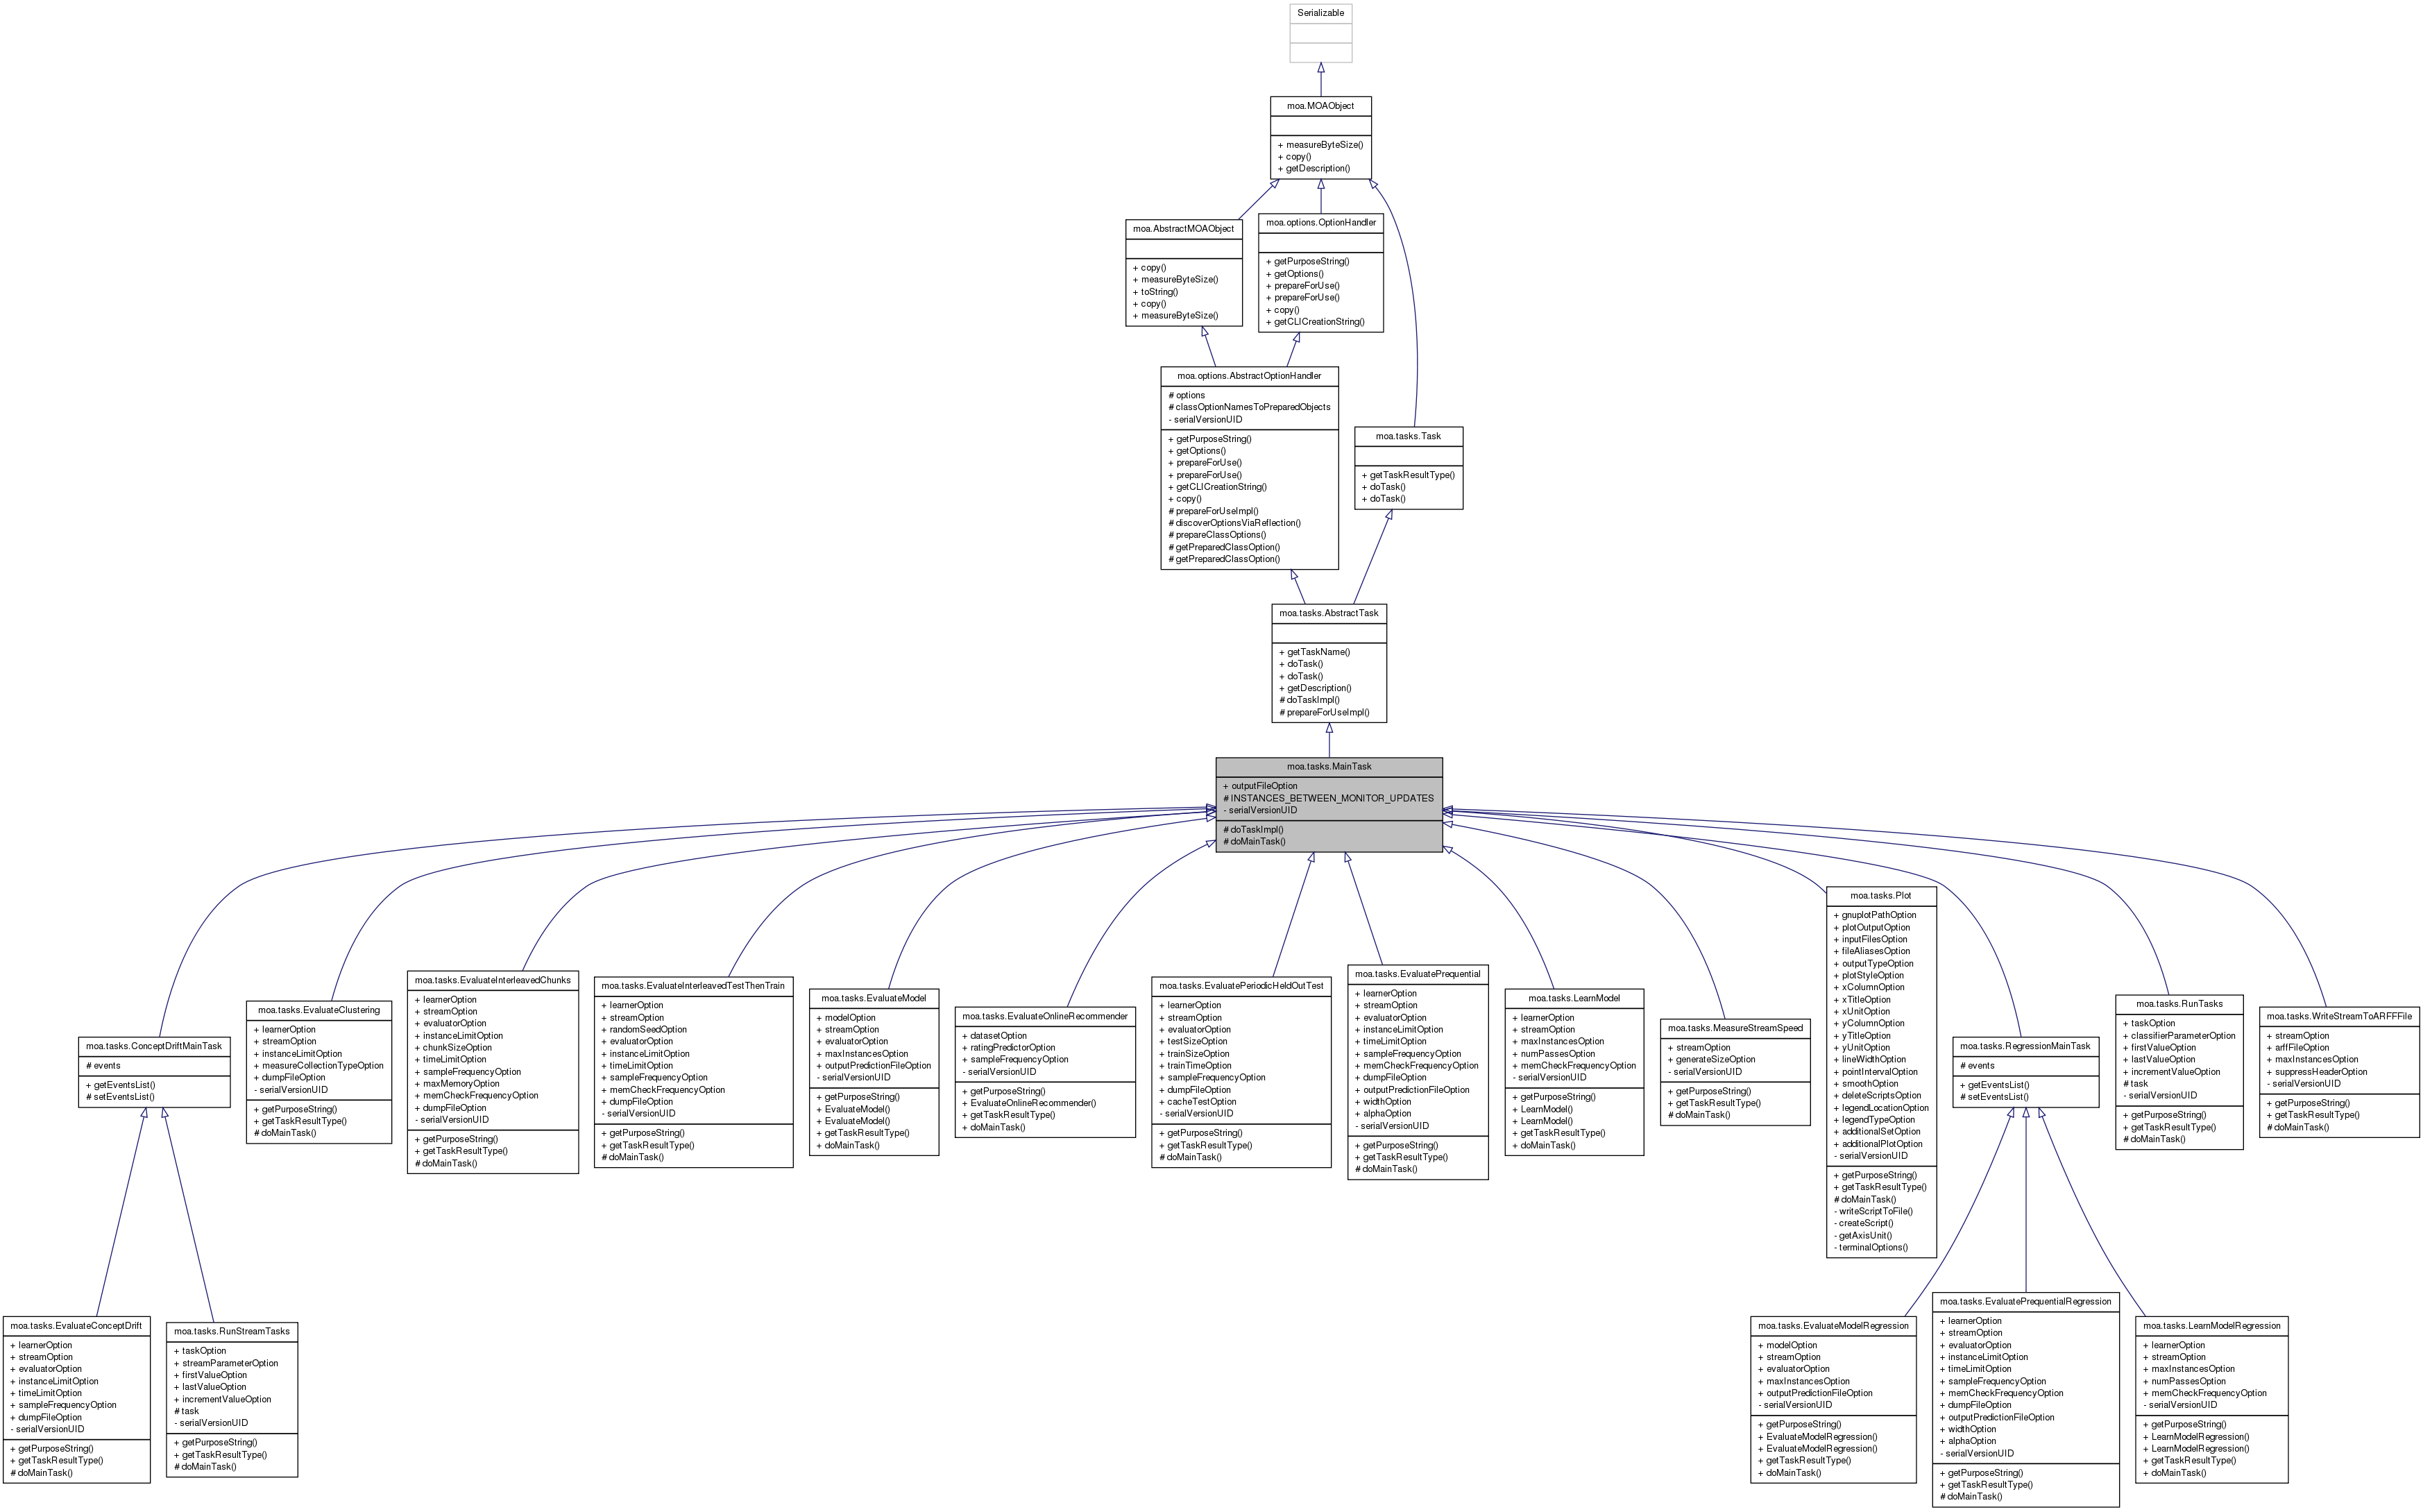 Serializable
moa.MOAObject
+ measureByteSize()
+ copy()
+ getDescription()
moa.AbstractMOAObject
+ copy()
+ measureByteSize()
+ toString()
+ copy()
+ measureByteSize()
moa.options.OptionHandler
+ getPurposeString()
+ getOptions()
+ prepareForUse()
+ prepareForUse()
+ copy()
+ getCLICreationString()
moa.options.AbstractOptionHandler
# options
# classOptionNamesToPreparedObjects
- serialVersionUID
+ getPurposeString()
+ getOptions()
+ prepareForUse()
+ prepareForUse()
+ getCLICreationString()
+ copy()
# prepareForUseImpl()
# discoverOptionsViaReflection()
# prepareClassOptions()
# getPreparedClassOption()
# getPreparedClassOption()
moa.tasks.Task
+ getTaskResultType()
+ doTask()
+ doTask()
moa.tasks.AbstractTask
+ getTaskName()
+ doTask()
+ doTask()
+ getDescription()
# doTaskImpl()
# prepareForUseImpl()
moa.tasks.MainTask
+ outputFileOption
# INSTANCES_BETWEEN_MONITOR_UPDATES
- serialVersionUID
# doTaskImpl()
# doMainTask()
moa.tasks.ConceptDriftMainTask
# events
+ getEventsList()
# setEventsList()
moa.tasks.EvaluateClustering
+ learnerOption
+ streamOption
+ instanceLimitOption
+ measureCollectionTypeOption
+ dumpFileOption
- serialVersionUID
+ getPurposeString()
+ getTaskResultType()
# doMainTask()
moa.tasks.EvaluateInterleavedChunks
+ learnerOption
+ streamOption
+ evaluatorOption
+ instanceLimitOption
+ chunkSizeOption
+ timeLimitOption
+ sampleFrequencyOption
+ maxMemoryOption
+ memCheckFrequencyOption
+ dumpFileOption
- serialVersionUID
+ getPurposeString()
+ getTaskResultType()
# doMainTask()
moa.tasks.EvaluateInterleavedTestThenTrain
+ learnerOption
+ streamOption
+ randomSeedOption
+ evaluatorOption
+ instanceLimitOption
+ timeLimitOption
+ sampleFrequencyOption
+ memCheckFrequencyOption
+ dumpFileOption
- serialVersionUID
+ getPurposeString()
+ getTaskResultType()
# doMainTask()
moa.tasks.EvaluateModel
+ modelOption
+ streamOption
+ evaluatorOption
+ maxInstancesOption
+ outputPredictionFileOption
- serialVersionUID
+ getPurposeString()
+ EvaluateModel()
+ EvaluateModel()
+ getTaskResultType()
+ doMainTask()
moa.tasks.EvaluateOnlineRecommender
+ datasetOption
+ ratingPredictorOption
+ sampleFrequencyOption
- serialVersionUID
+ getPurposeString()
+ EvaluateOnlineRecommender()
+ getTaskResultType()
+ doMainTask()
moa.tasks.EvaluatePeriodicHeldOutTest
+ learnerOption
+ streamOption
+ evaluatorOption
+ testSizeOption
+ trainSizeOption
+ trainTimeOption
+ sampleFrequencyOption
+ dumpFileOption
+ cacheTestOption
- serialVersionUID
+ getPurposeString()
+ getTaskResultType()
# doMainTask()
moa.tasks.EvaluatePrequential
+ learnerOption
+ streamOption
+ evaluatorOption
+ instanceLimitOption
+ timeLimitOption
+ sampleFrequencyOption
+ memCheckFrequencyOption
+ dumpFileOption
+ outputPredictionFileOption
+ widthOption
+ alphaOption
- serialVersionUID
+ getPurposeString()
+ getTaskResultType()
# doMainTask()
moa.tasks.LearnModel
+ learnerOption
+ streamOption
+ maxInstancesOption
+ numPassesOption
+ memCheckFrequencyOption
- serialVersionUID
+ getPurposeString()
+ LearnModel()
+ LearnModel()
+ getTaskResultType()
+ doMainTask()
moa.tasks.MeasureStreamSpeed
+ streamOption
+ generateSizeOption
- serialVersionUID
+ getPurposeString()
+ getTaskResultType()
# doMainTask()
moa.tasks.Plot
+ gnuplotPathOption
+ plotOutputOption
+ inputFilesOption
+ fileAliasesOption
+ outputTypeOption
+ plotStyleOption
+ xColumnOption
+ xTitleOption
+ xUnitOption
+ yColumnOption
+ yTitleOption
+ yUnitOption
+ lineWidthOption
+ pointIntervalOption
+ smoothOption
+ deleteScriptsOption
+ legendLocationOption
+ legendTypeOption
+ additionalSetOption
+ additionalPlotOption
- serialVersionUID
+ getPurposeString()
+ getTaskResultType()
# doMainTask()
- writeScriptToFile()
- createScript()
- getAxisUnit()
- terminalOptions()
moa.tasks.RegressionMainTask
# events
+ getEventsList()
# setEventsList()
moa.tasks.RunTasks
+ taskOption
+ classifierParameterOption
+ firstValueOption
+ lastValueOption
+ incrementValueOption
# task
- serialVersionUID
+ getPurposeString()
+ getTaskResultType()
# doMainTask()
moa.tasks.WriteStreamToARFFFile
+ streamOption
+ arffFileOption
+ maxInstancesOption
+ suppressHeaderOption
- serialVersionUID
+ getPurposeString()
+ getTaskResultType()
# doMainTask()
moa.tasks.EvaluateConceptDrift
+ learnerOption
+ streamOption
+ evaluatorOption
+ instanceLimitOption
+ timeLimitOption
+ sampleFrequencyOption
+ dumpFileOption
- serialVersionUID
+ getPurposeString()
+ getTaskResultType()
# doMainTask()
moa.tasks.RunStreamTasks
+ taskOption
+ streamParameterOption
+ firstValueOption
+ lastValueOption
+ incrementValueOption
# task
- serialVersionUID
+ getPurposeString()
+ getTaskResultType()
# doMainTask()
moa.tasks.EvaluateModelRegression
+ modelOption
+ streamOption
+ evaluatorOption
+ maxInstancesOption
+ outputPredictionFileOption
- serialVersionUID
+ getPurposeString()
+ EvaluateModelRegression()
+ EvaluateModelRegression()
+ getTaskResultType()
+ doMainTask()
moa.tasks.EvaluatePrequentialRegression
+ learnerOption
+ streamOption
+ evaluatorOption
+ instanceLimitOption
+ timeLimitOption
+ sampleFrequencyOption
+ memCheckFrequencyOption
+ dumpFileOption
+ outputPredictionFileOption
+ widthOption
+ alphaOption
- serialVersionUID
+ getPurposeString()
+ getTaskResultType()
# doMainTask()
moa.tasks.LearnModelRegression
+ learnerOption
+ streamOption
+ maxInstancesOption
+ numPassesOption
+ memCheckFrequencyOption
- serialVersionUID
+ getPurposeString()
+ LearnModelRegression()
+ LearnModelRegression()
+ getTaskResultType()
+ doMainTask()